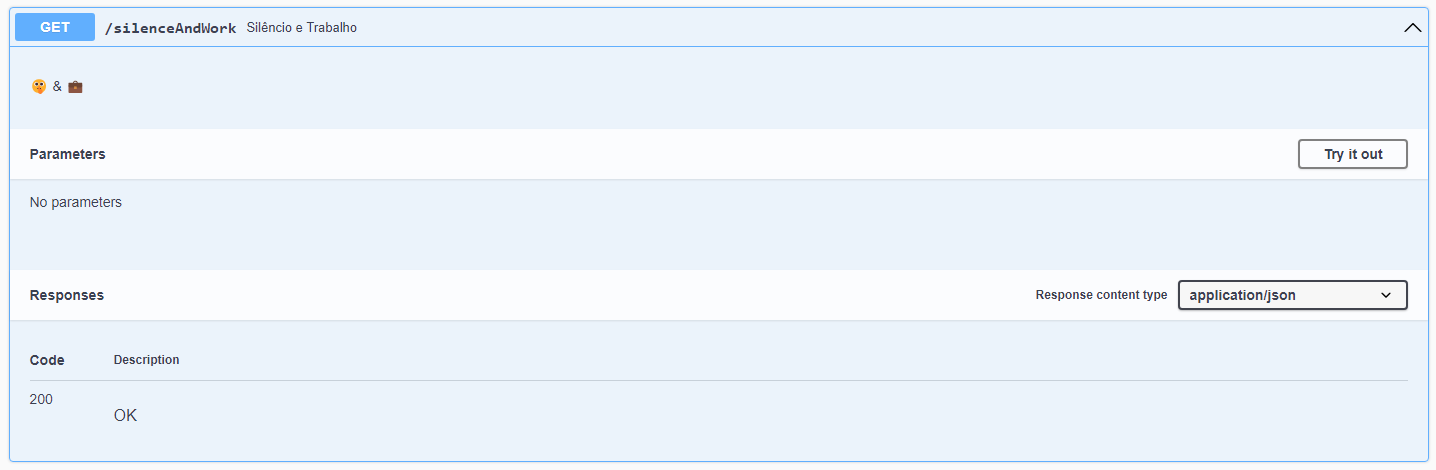 GET /silenceAndWork Silêncio e Trabalho
🤫 & 💼
Parameters Try it out
No parameters
Responses Response content type application/json
Code Description
200 OK